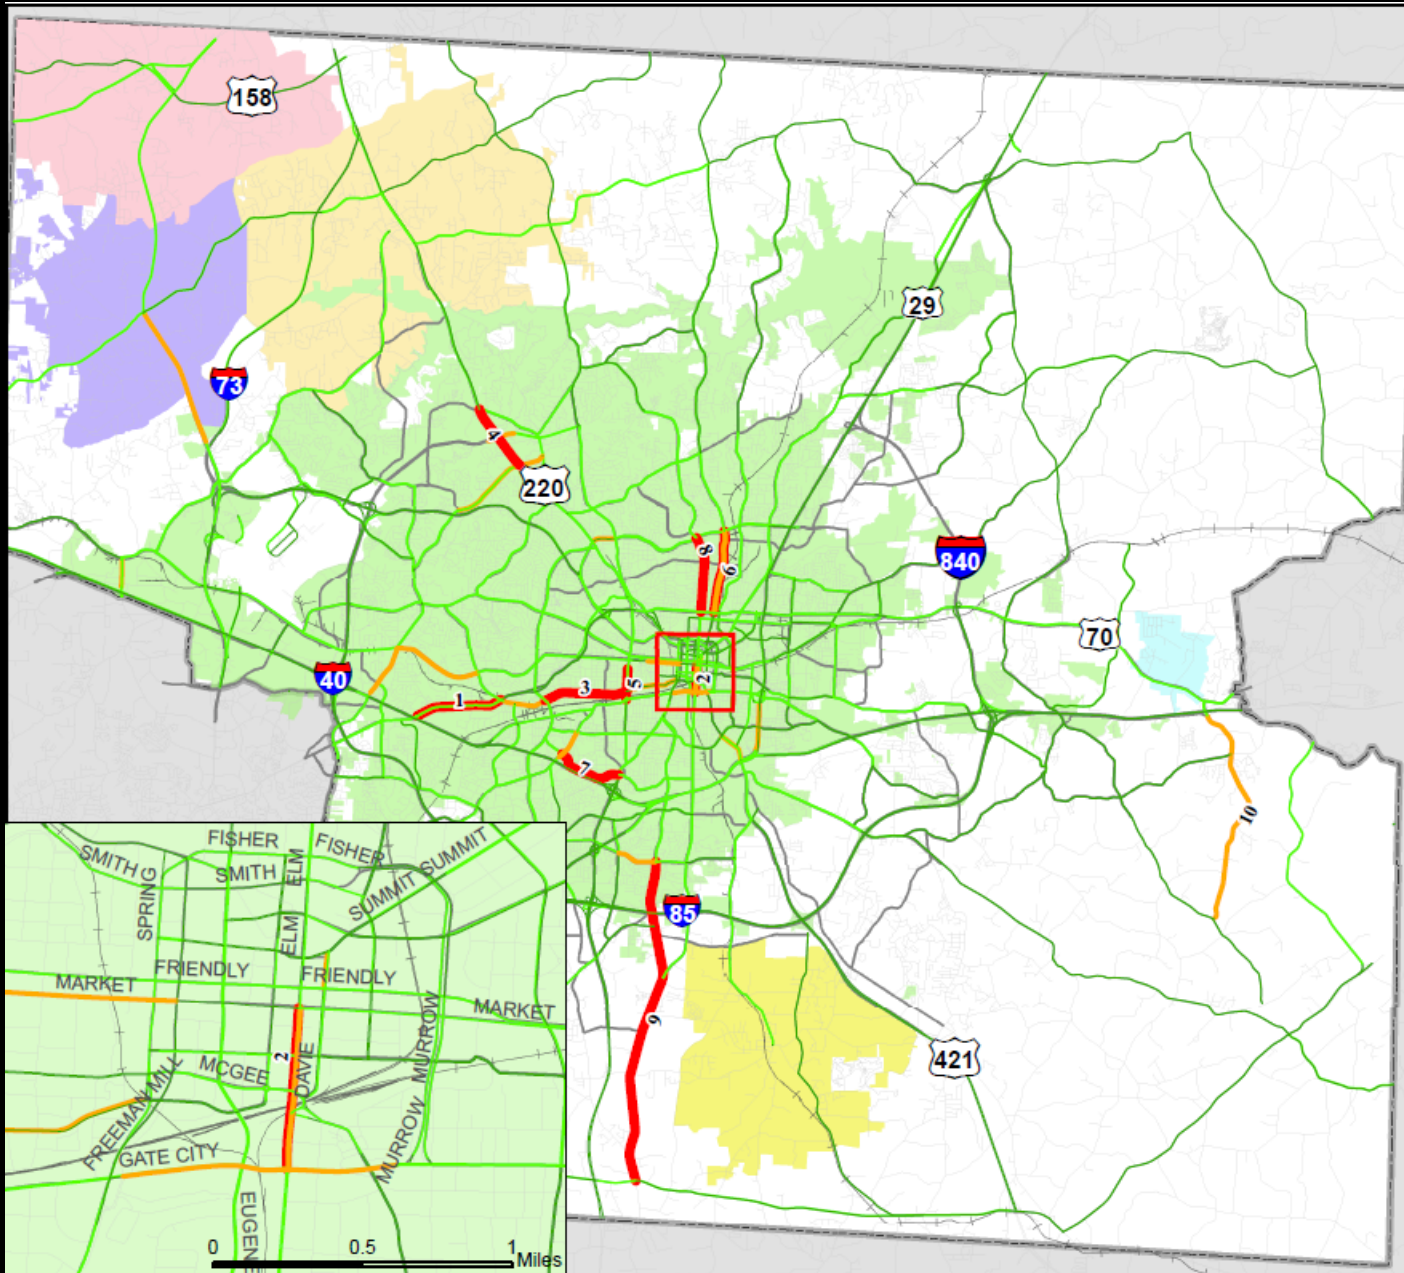 158
29
73
4
220
8
6
840
70
40
1
3
5
2
7
10
85
9
421
FISHER
FISHER
SMITH
SMITH
ELM
SUMMIT
SUMMIT
SPRING
ELM
FRIENDLY
FRIENDLY
MARKET
MARKET
2
DAVIE
MURROW
MCGEE
FREEMAN MILL
MURROW
GATE CITY
EUGENE
0 0.5 1
Miles